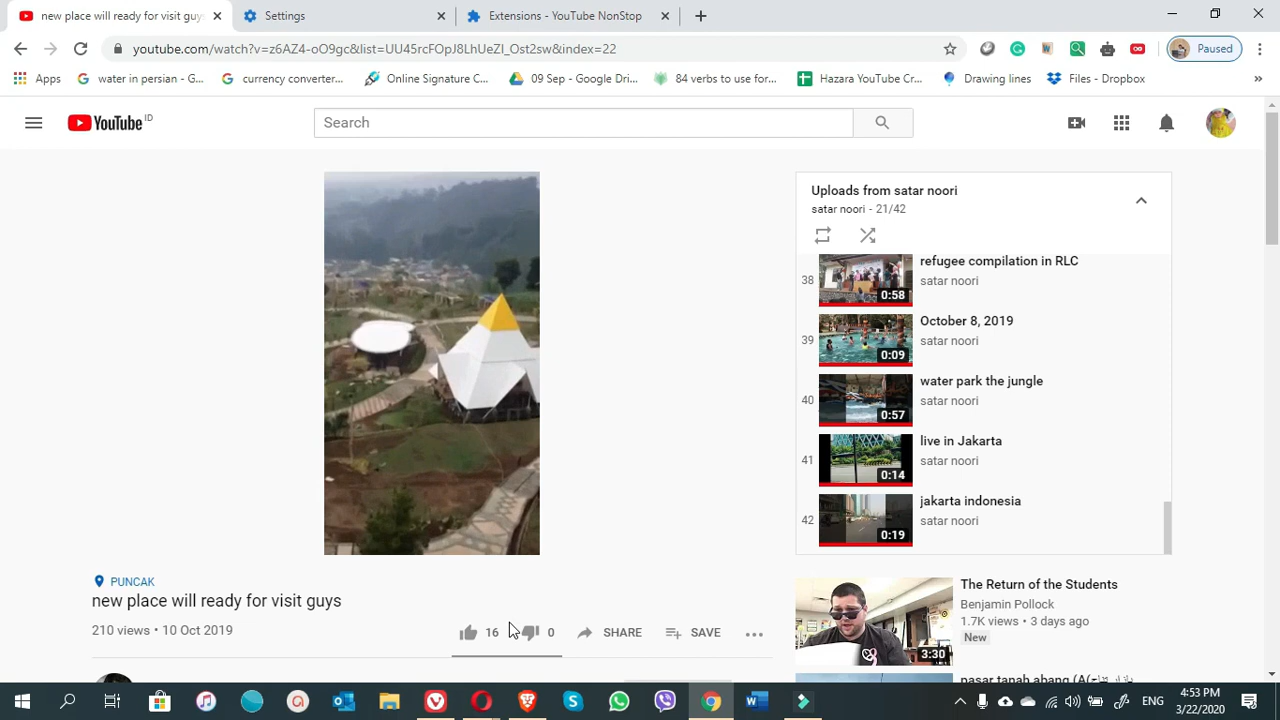 new place will ready for visit guys
Settings
Extensions - YouTube NonStop
youtube.com/watch?v=z6AZ4-oO9gc&list=UU45rcFOpJ8LhUeZI_Ost2sw&index=22
Paused
Apps
water in persian - G...
currency converter...
Online Signature C...
09 Sep - Google Dri...
84 verbs to use for...
Hazara YouTube Cr...
Drawing lines
Files - Dropbox
»
YouTube ID
Search
Uploads from satar noori
satar noori - 21/42
38
refugee compilation in RLC
satar noori
0:58
39
October 8, 2019
satar noori
0:09
40
water park the jungle
satar noori
0:57
41
live in Jakarta
satar noori
0:14
42
jakarta indonesia
satar noori
0:19
PUNCAK
new place will ready for visit guys
210 views • 10 Oct 2019
16
0
SHARE
SAVE
The Return of the Students
Benjamin Pollock
1.7K views • 3 days ago
New
3:30
pasar tanah abang (A(
ENG
4:53 PM
3/22/2020